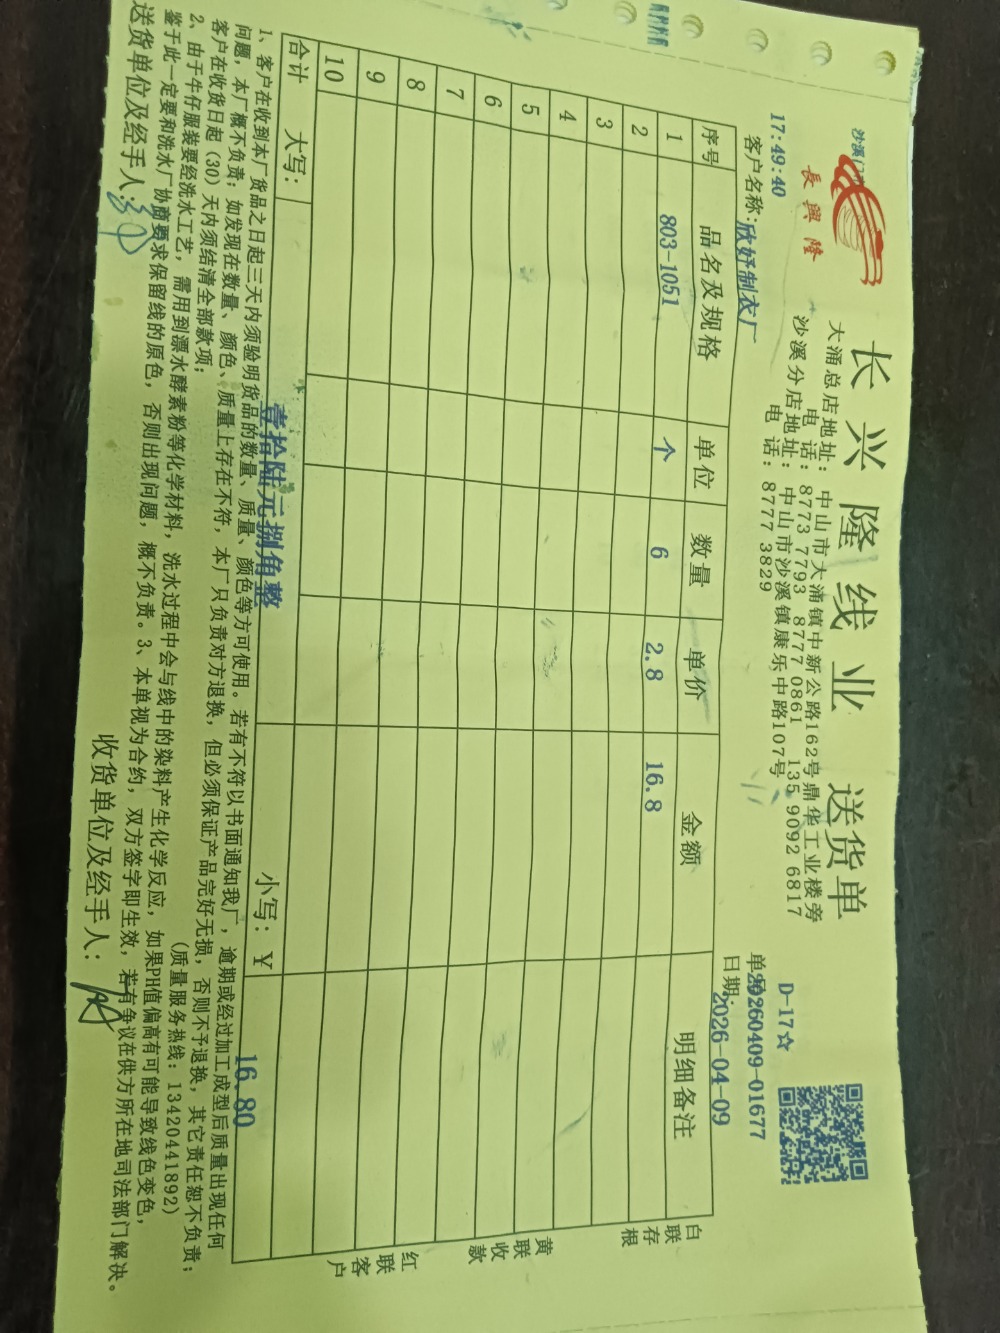 长兴隆线业 送货单
長興隆
沙溪门
大涌总店地址: 中山市大涌镇中新公路162号鼎华工业楼旁
电 话: 8773 7793 8777 0861 135 9092 6817
沙溪分店地址: 中山市沙溪镇康乐中路107号
电 话: 8777 3829
D-17☆
17:49:40
单号20260409-01677
客户名称:欣妤制衣厂
日期:2026-04-09
序号 品名及规格 单位 数量 单价 金额 明细备注
1 803-1051 个 6 2.8 16.8
2
3
4
5
6
7
8
9
10
合计 大写: 壹拾陆元捌角整 小写: ¥ 16.80
白联存根
黄联收款
红联客户
1、客户在收到本厂货品之日起三天内须验明货品的数量、质量、颜色等方可使用。若有不符以书面通知我厂, 逾期或经过加工成型后质量出现任何
问题, 本厂概不负责; 如发现在数量、颜色、质量上存在不符, 本厂只负责对方退换, 但必须保证产品完好无损, 否则不予退换, 其它责任恕不负责;
客户在收货日起 (30) 天内须结清全部款项; (质量服务热线: 13420441892)
2、由于牛仔服装要经洗水工艺, 需用到漂水酵素粉等化学材料, 洗水过程中会与线中的染料产生化学反应, 如果PH值偏高有可能导致线色变色,
鉴于此一定要和洗水厂协商要求保留线的原色, 否则出现问题, 概不负责。3、本单视为合约, 双方签字即生效, 若有争议在供方所在地司法部门解决。
送货单位及经手人: 收货单位及经手人: